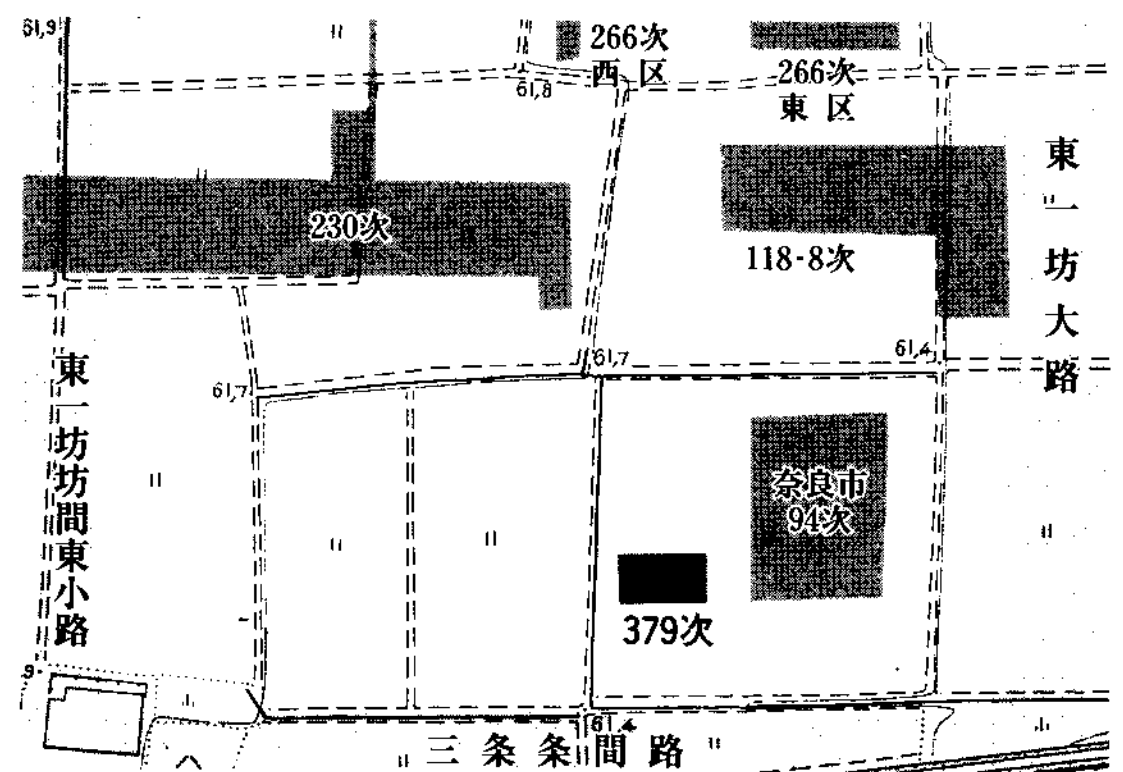 61,9
266次
西区
266次
東区
61,8
東一坊大路
230次
118-8次
61,7
61,4
61,7
東一坊坊間東小路
奈良市
94次
379次
9
61,4
三条条間路